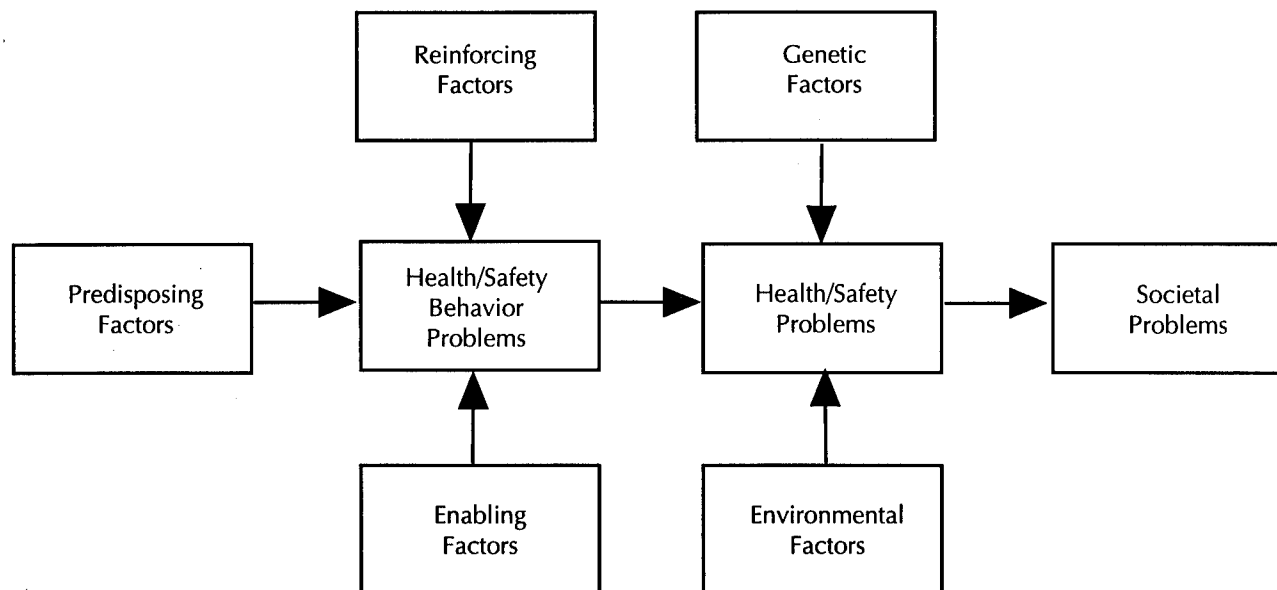 Reinforcing
Factors
Genetic
Factors
Predisposing
Factors
Health/Safety
Behavior
Problems
Health/Safety
Problems
Societal
Problems
Enabling
Factors
Environmental
Factors